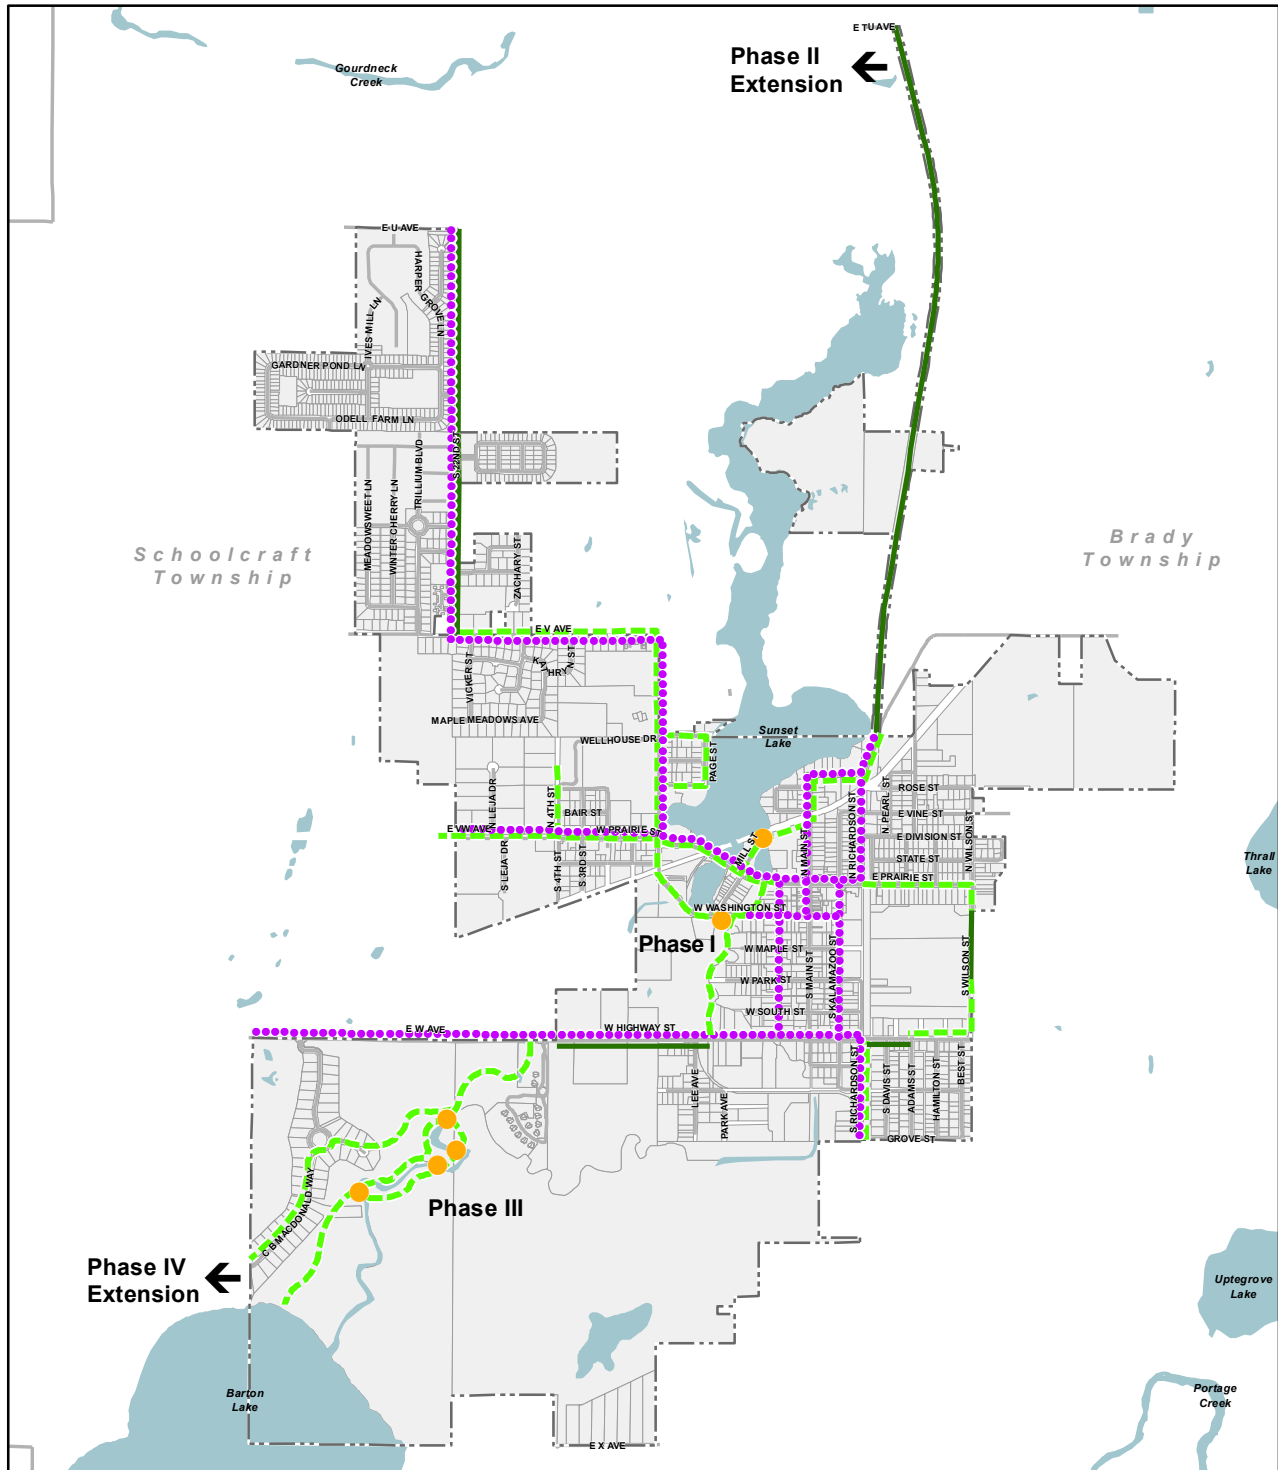 E TU AVE
Phase II
Extension
Gourdneck
Creek
E U AVE
HARPER
GROVE LN
IVES MILL LN
GARDNER POND LN
ODELL FARM LN
S 22ND ST
TRILLIUM BLVD
MEADOWSWEET LN
WINTER CHERRY LN
Schoolcraft
Township
Brady
Township
ZACHARY ST
E V AVE
KATHRYN ST
VICKER ST
MAPLE MEADOWS AVE
WELLHOUSE DR
PAGE ST
Sunset
Lake
N LEJA DR
N 4TH ST
BAIR ST
E VW AVE
W PRAIRIE ST
S LEJA DR
S 4TH ST
S 3RD ST
MILL ST
N MAIN ST
N RICHARDSON ST
N PEARL ST
ROSE ST
E VINE ST
E DIVISION ST
STATE ST
N WILSON ST
E PRAIRIE ST
Thrall
Lake
W WASHINGTON ST
Phase I
W MAPLE ST
W PARK ST
W SOUTH ST
S MAIN ST
S KALAMAZOO ST
S WILSON ST
E W AVE
W HIGHWAY ST
LEE AVE
PARK AVE
S RICHARDSON ST
S DAVIS ST
ADAMS ST
HAMILTON ST
BEST ST
GROVE ST
C B MACDONALD WAY
Phase III
Phase IV
Extension
Uptegrove
Lake
Barton
Lake
Portage
Creek
E X AVE